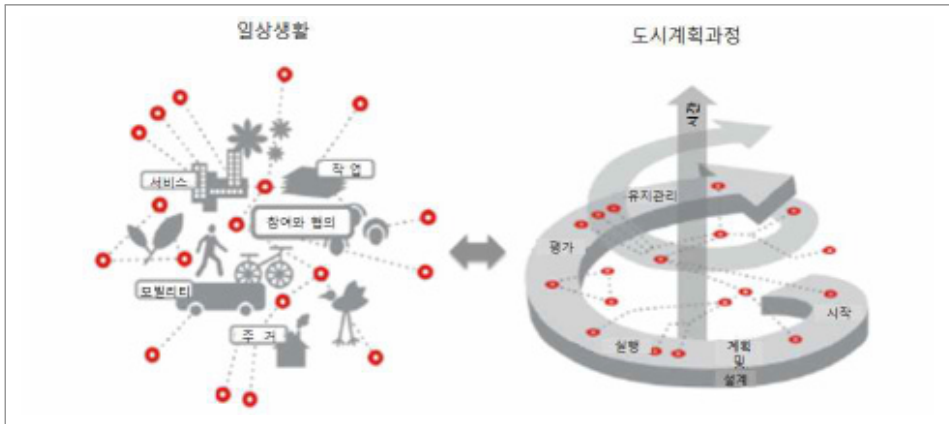 일상생활
서비스
작 업
참여와 협의
모빌리티
주 거
도시계획과정
시간
유지관리
평가
시작
실행
계획
및
설계